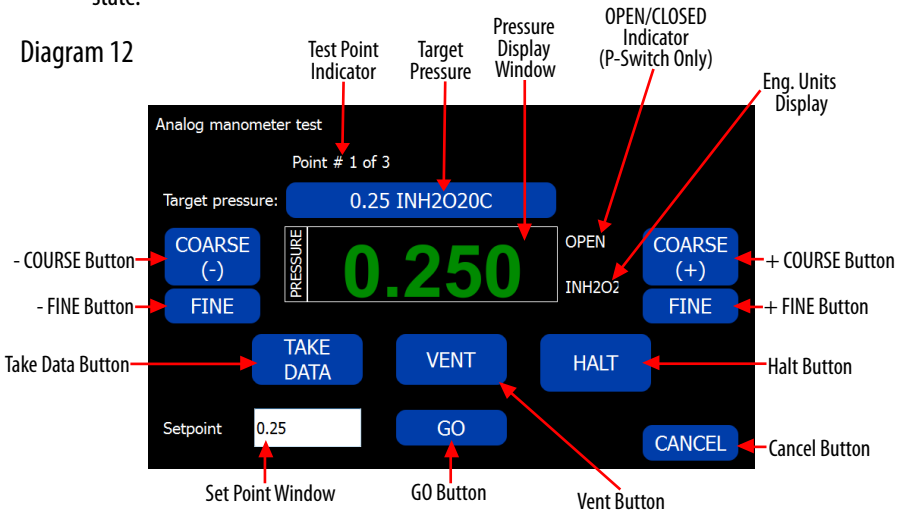 state.
Diagram 12
Test Point
Indicator
Target
Pressure
Pressure
Display
Window
OPEN/CLOSED
Indicator
(P-Switch Only)
Eng. Units
Display
Analog manometer test
Point # 1 of 3
Target pressure:
0.25 INH2O20C
- COURSE Button
COARSE
(-)
PRESSURE
0.250
OPEN
INH2O2
COARSE
(+)
+ COURSE Button
- FINE Button
FINE
FINE
+ FINE Button
Take Data Button
TAKE
DATA
VENT
HALT
Halt Button
Setpoint
0.25
GO
CANCEL
Cancel Button
Set Point Window
GO Button
Vent Button